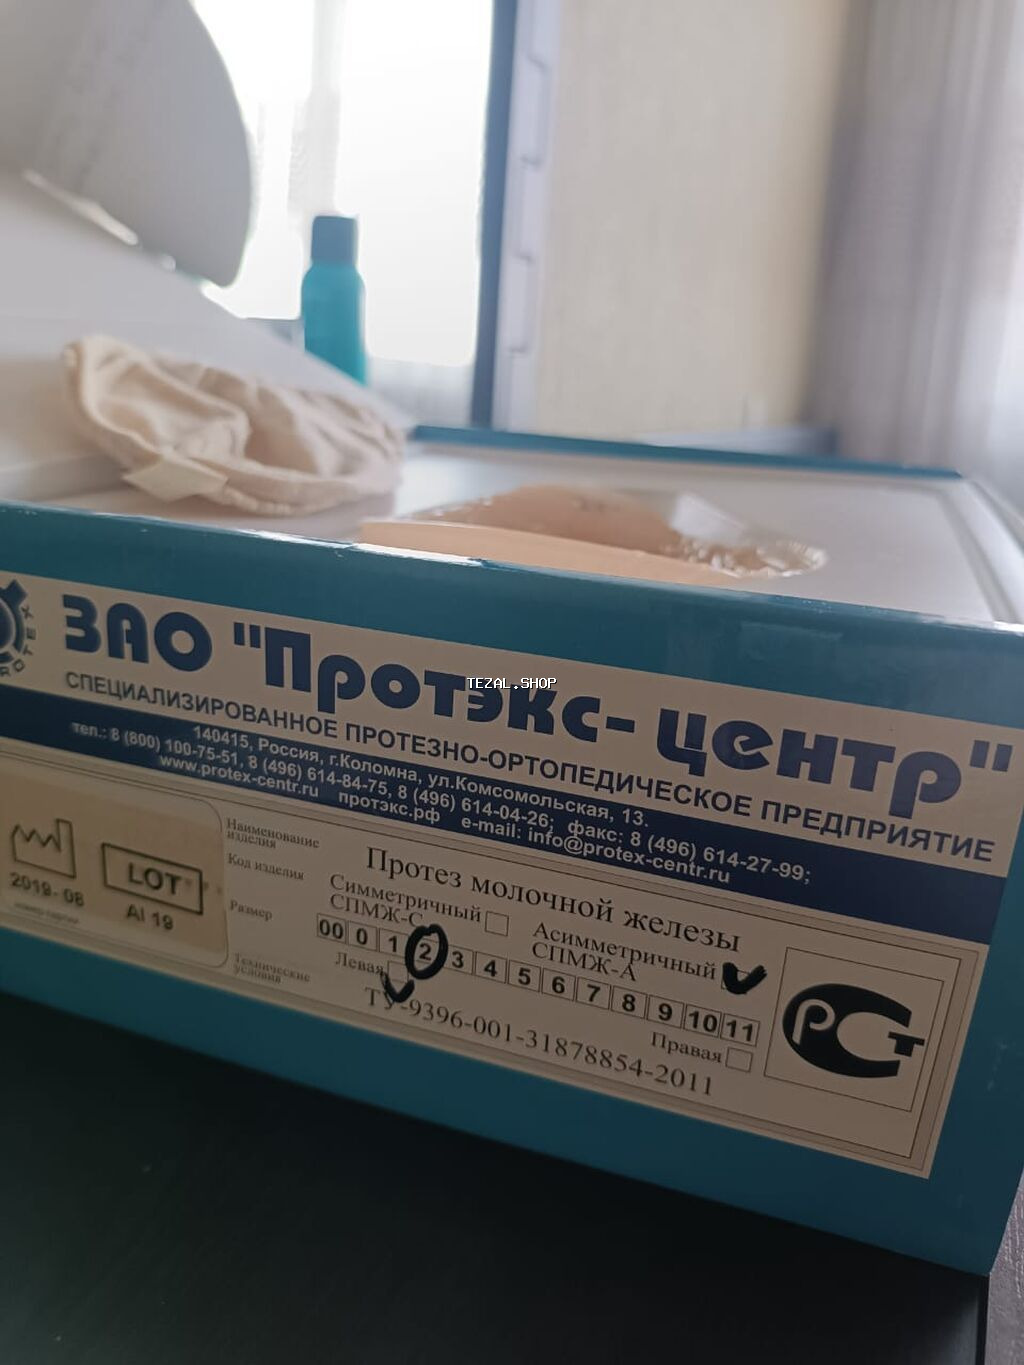 ЗАО "Протэкс-центр"
СПЕЦИАЛИЗИРОВАННОЕ ПРОТЕЗНО-ОРТОПЕДИЧЕСКОЕ ПРЕДПРИЯТИЕ
TEZAL.SHOP
140415, Россия, г.Коломна, ул.Комсомольская, 13.
тел.: 8 (800) 100-75-51, 8 (496) 614-84-75, 8 (496) 614-04-26; факс: 8 (496) 614-27-99;
www.protex-centr.ru протэкс.рф e-mail: info@protex-centr.ru
2019-08
LOT
AI 19
Наименование изделия
Протез молочной железы
Код изделия
Симметричный
СПМЖ-С
Асимметричный
СПМЖ-А
Размер
00 0 1 2 3 4 5 6 7 8 9 10 11
Левая
Правая
Технические условия
ТУ-9396-001-31878854-2011
РСТ